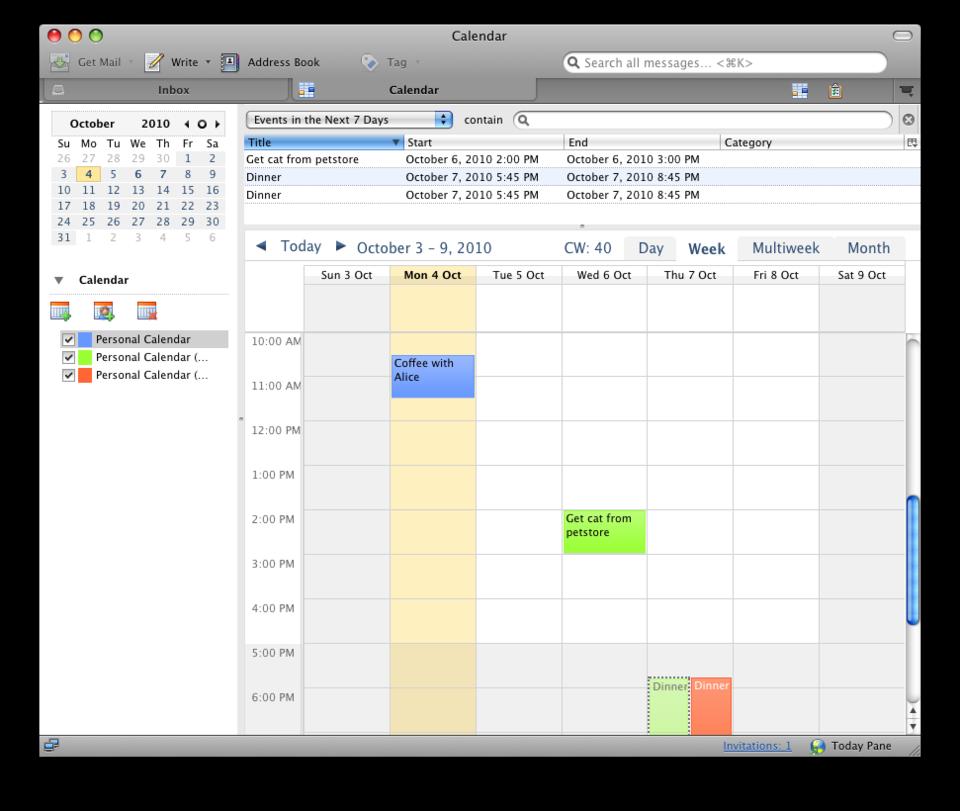 Calendar
Get Mail Write Address Book Tag Search all messages... <⌘K>
Inbox Calendar
October 2010
Su Mo Tu We Th Fr Sa
26 27 28 29 30 1 2
3 4 5 6 7 8 9
10 11 12 13 14 15 16
17 18 19 20 21 22 23
24 25 26 27 28 29 30
31 1 2 3 4 5 6
Calendar
Personal Calendar
Personal Calendar (...
Personal Calendar (...
Events in the Next 7 Days contain
Title Start End Category
Get cat from petstore October 6, 2010 2:00 PM October 6, 2010 3:00 PM
Dinner October 7, 2010 5:45 PM October 7, 2010 8:45 PM
Dinner October 7, 2010 5:45 PM October 7, 2010 8:45 PM
Today October 3 – 9, 2010 CW: 40 Day Week Multiweek Month
Sun 3 Oct Mon 4 Oct Tue 5 Oct Wed 6 Oct Thu 7 Oct Fri 8 Oct Sat 9 Oct
10:00 AM
Coffee with
Alice
11:00 AM
12:00 PM
1:00 PM
2:00 PM
Get cat from
petstore
3:00 PM
4:00 PM
5:00 PM
Dinner Dinner
6:00 PM
Invitations: 1 Today Pane